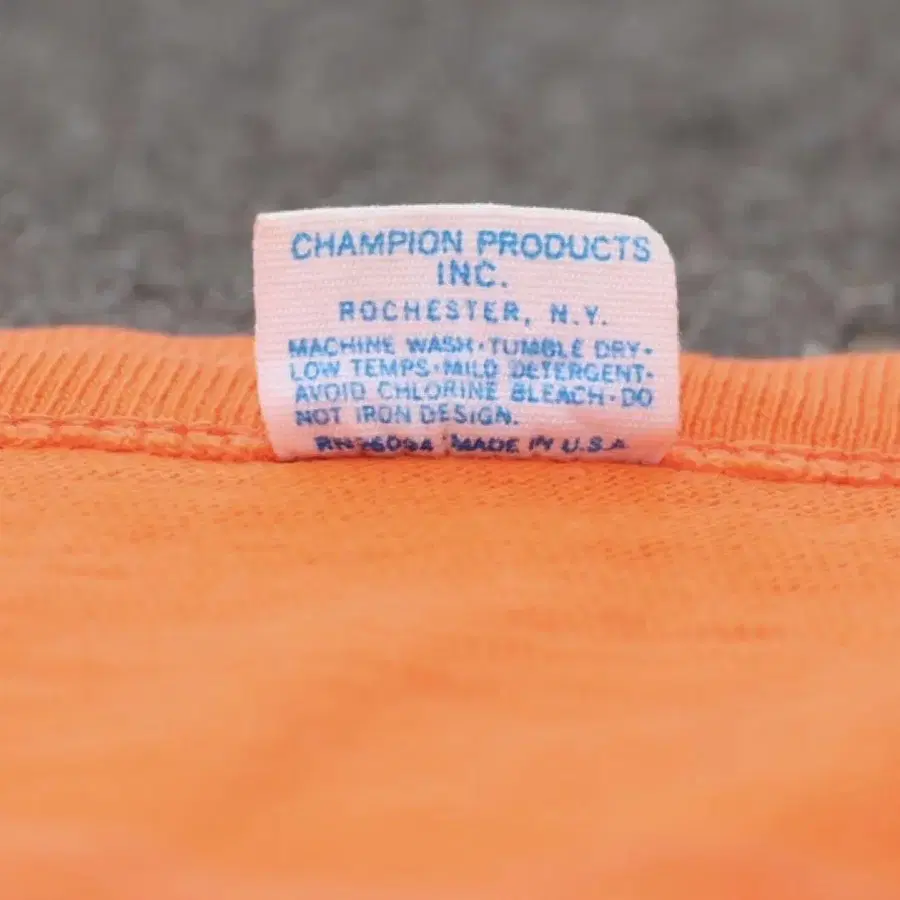 CHAMPION PRODUCTS
INC.
ROCHESTER, N.Y.
MACHINE WASH·TUMBLE DRY·
LOW TEMPS·MILD DETERGENT·
AVOID CHLORINE BLEACH·DO
NOT IRON DESIGN.
MADE IN U.S.A.